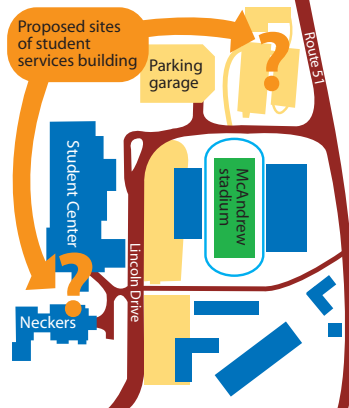 Proposed sites
of student
services building
?
Route 51
Parking
garage
Student Center
McAndrew
stadium
Lincoln Drive
?
Neckers